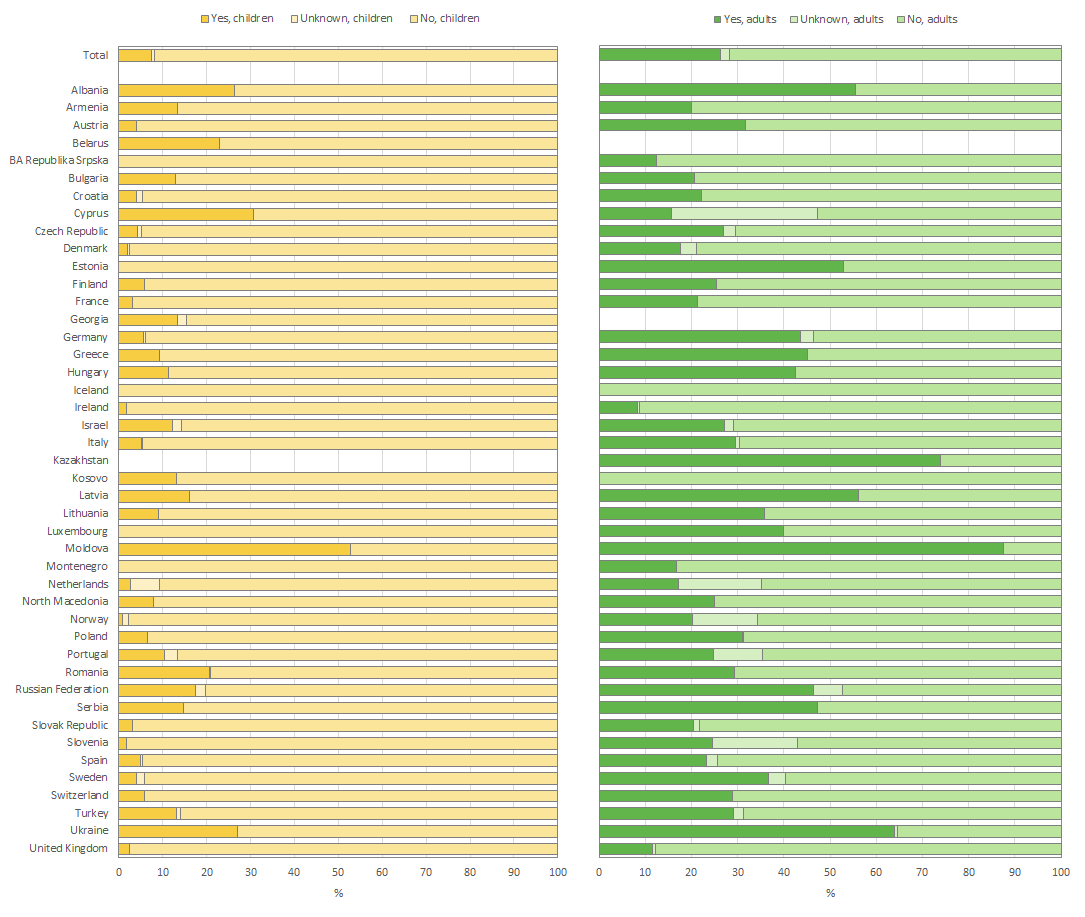 Yes, children Unknown, children No, children
Yes, adults Unknown, adults No, adults
Total
Albania
Armenia
Austria
Belarus
BA Republika Srpska
Bulgaria
Croatia
Cyprus
Czech Republic
Denmark
Estonia
Finland
France
Georgia
Germany
Greece
Hungary
Iceland
Ireland
Israel
Italy
Kazakhstan
Kosovo
Latvia
Lithuania
Luxembourg
Moldova
Montenegro
Netherlands
North Macedonia
Norway
Poland
Portugal
Romania
Russian Federation
Serbia
Slovak Republic
Slovenia
Spain
Sweden
Switzerland
Turkey
Ukraine
United Kingdom
0 10 20 30 40 50 60 70 80 90 100
%
0 10 20 30 40 50 60 70 80 90 100
%